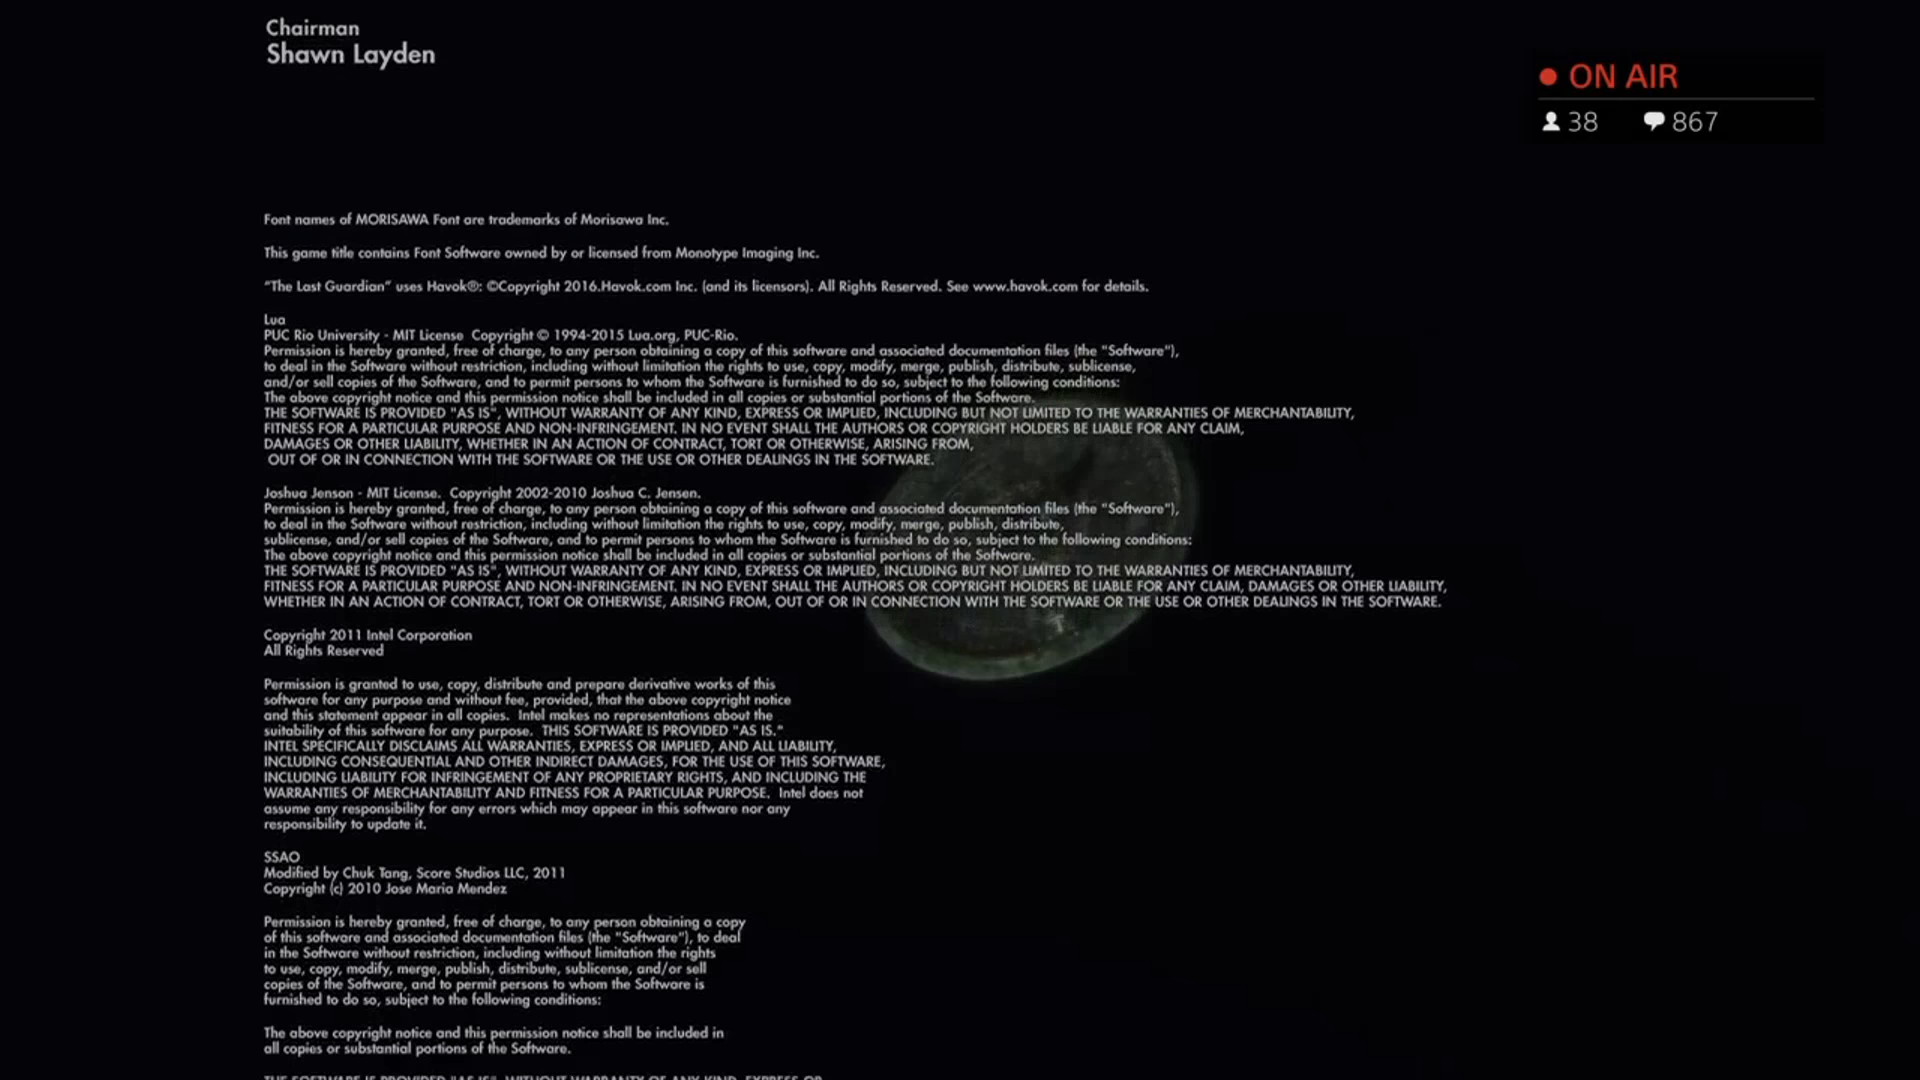 Chairman
Shawn Layden
ON AIR
38 867
Font names of MORISAWA Font are trademarks of Morisawa Inc.
This game title contains Font Software owned by or licensed from Monotype Imaging Inc.
"The Last Guardian" uses Havok®: ©Copyright 2016.Havok.com Inc. (and its licensors). All Rights Reserved. See www.havok.com for details.
Lua
PUC Rio University - MIT License  Copyright © 1994-2015 Lua.org, PUC-Rio.
Permission is hereby granted, free of charge, to any person obtaining a copy of this software and associated documentation files (the "Software"),
to deal in the Software without restriction, including without limitation the rights to use, copy, modify, merge, publish, distribute, sublicense,
and/or sell copies of the Software, and to permit persons to whom the Software is furnished to do so, subject to the following conditions:
The above copyright notice and this permission notice shall be included in all copies or substantial portions of the Software.
THE SOFTWARE IS PROVIDED "AS IS", WITHOUT WARRANTY OF ANY KIND, EXPRESS OR IMPLIED, INCLUDING BUT NOT LIMITED TO THE WARRANTIES OF MERCHANTABILITY,
FITNESS FOR A PARTICULAR PURPOSE AND NON-INFRINGEMENT. IN NO EVENT SHALL THE AUTHORS OR COPYRIGHT HOLDERS BE LIABLE FOR ANY CLAIM,
DAMAGES OR OTHER LIABILITY, WHETHER IN AN ACTION OF CONTRACT, TORT OR OTHERWISE, ARISING FROM,
OUT OF OR IN CONNECTION WITH THE SOFTWARE OR THE USE OR OTHER DEALINGS IN THE SOFTWARE.
Joshua Jenson - MIT License.  Copyright 2002-2010 Joshua C. Jensen.
Permission is hereby granted, free of charge, to any person obtaining a copy of this software and associated documentation files (the "Software"),
to deal in the Software without restriction, including without limitation the rights to use, copy, modify, merge, publish, distribute,
sublicense, and/or sell copies of the Software, and to permit persons to whom the Software is furnished to do so, subject to the following conditions:
The above copyright notice and this permission notice shall be included in all copies or substantial portions of the Software.
THE SOFTWARE IS PROVIDED "AS IS", WITHOUT WARRANTY OF ANY KIND, EXPRESS OR IMPLIED, INCLUDING BUT NOT LIMITED TO THE WARRANTIES OF MERCHANTABILITY,
FITNESS FOR A PARTICULAR PURPOSE AND NON-INFRINGEMENT. IN NO EVENT SHALL THE AUTHORS OR COPYRIGHT HOLDERS BE LIABLE FOR ANY CLAIM, DAMAGES OR OTHER LIABILITY,
WHETHER IN AN ACTION OF CONTRACT, TORT OR OTHERWISE, ARISING FROM, OUT OF OR IN CONNECTION WITH THE SOFTWARE OR THE USE OR OTHER DEALINGS IN THE SOFTWARE.
Copyright 2011 Intel Corporation
All Rights Reserved
Permission is granted to use, copy, distribute and prepare derivative works of this
software for any purpose and without fee, provided, that the above copyright notice
and this statement appear in all copies.  Intel makes no representations about the
suitability of this software for any purpose.  THIS SOFTWARE IS PROVIDED "AS IS."
INTEL SPECIFICALLY DISCLAIMS ALL WARRANTIES, EXPRESS OR IMPLIED, AND ALL LIABILITY,
INCLUDING CONSEQUENTIAL AND OTHER INDIRECT DAMAGES, FOR THE USE OF THIS SOFTWARE,
INCLUDING LIABILITY FOR INFRINGEMENT OF ANY PROPRIETARY RIGHTS, AND INCLUDING THE
WARRANTIES OF MERCHANTABILITY AND FITNESS FOR A PARTICULAR PURPOSE.  Intel does not
assume any responsibility for any errors which may appear in this software nor any
responsibility to update it.
SSAO
Modified by Chuk Tang, Score Studios LLC, 2011
Copyright (c) 2010 Jose Maria Mendez
Permission is hereby granted, free of charge, to any person obtaining a copy
of this software and associated documentation files (the "Software"), to deal
in the Software without restriction, including without limitation the rights
to use, copy, modify, merge, publish, distribute, sublicense, and/or sell
copies of the Software, and to permit persons to whom the Software is
furnished to do so, subject to the following conditions:
The above copyright notice and this permission notice shall be included in
all copies or substantial portions of the Software.
THE SOFTWARE IS PROVIDED "AS IS", WITHOUT WARRANTY OF ANY KIND, EXPRESS OR